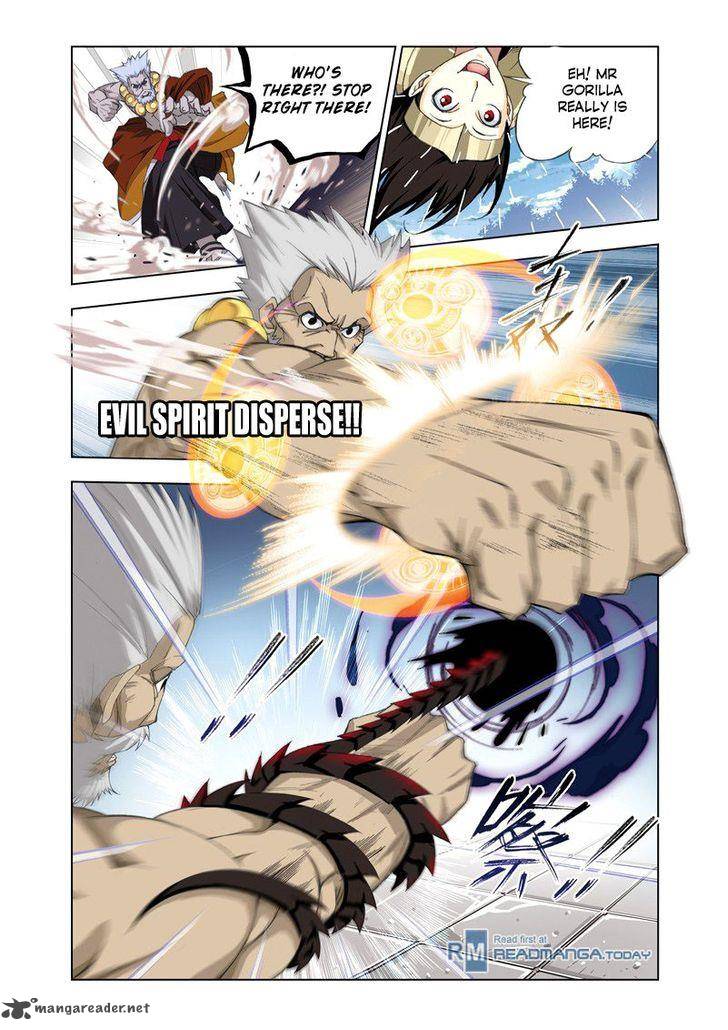 WHO'S
THERE?! STOP
RIGHT THERE!
EH! MR
GORILLA
REALLY IS
HERE!
EVIL SPIRIT DISPERSE!!
!!
!!
!!
RM
Read first at
READMANGA.TODAY
mangareader.net